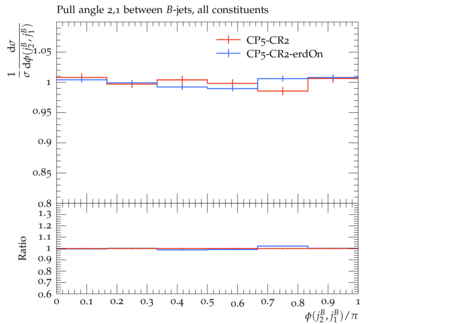 Pull angle 2,1 between B-jets, all constituents
1/σ dσ/dϕ(j₂ᴮ, j₁ᴮ)
CP5-CR2
CP5-CR2-erdOn
1.05
1
0.95
0.9
0.85
0.8
Ratio
1.3
1.2
1.1
1
0.9
0.8
0.7
0.6
0 0.1 0.2 0.3 0.4 0.5 0.6 0.7 0.8 0.9 1
ϕ(j₂ᴮ, j₁ᴮ)/π